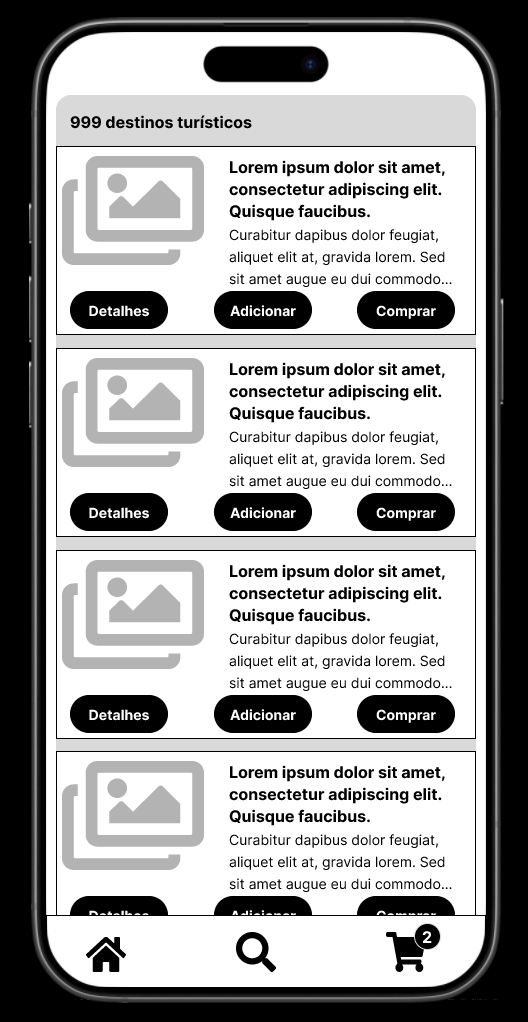 999 destinos turísticos
Lorem ipsum dolor sit amet,
consectetur adipiscing elit.
Quisque faucibus.
Curabitur dapibus dolor feugiat,
aliquet elit at, gravida lorem. Sed
sit amet augue eu dui commodo...
Detalhes Adicionar Comprar
Lorem ipsum dolor sit amet,
consectetur adipiscing elit.
Quisque faucibus.
Curabitur dapibus dolor feugiat,
aliquet elit at, gravida lorem. Sed
sit amet augue eu dui commodo...
Detalhes Adicionar Comprar
Lorem ipsum dolor sit amet,
consectetur adipiscing elit.
Quisque faucibus.
Curabitur dapibus dolor feugiat,
aliquet elit at, gravida lorem. Sed
sit amet augue eu dui commodo...
Detalhes Adicionar Comprar
Lorem ipsum dolor sit amet,
consectetur adipiscing elit.
Quisque faucibus.
Curabitur dapibus dolor feugiat,
aliquet elit at, gravida lorem. Sed
sit amet augue eu dui commodo...
Detalhes Adicionar Comprar
2